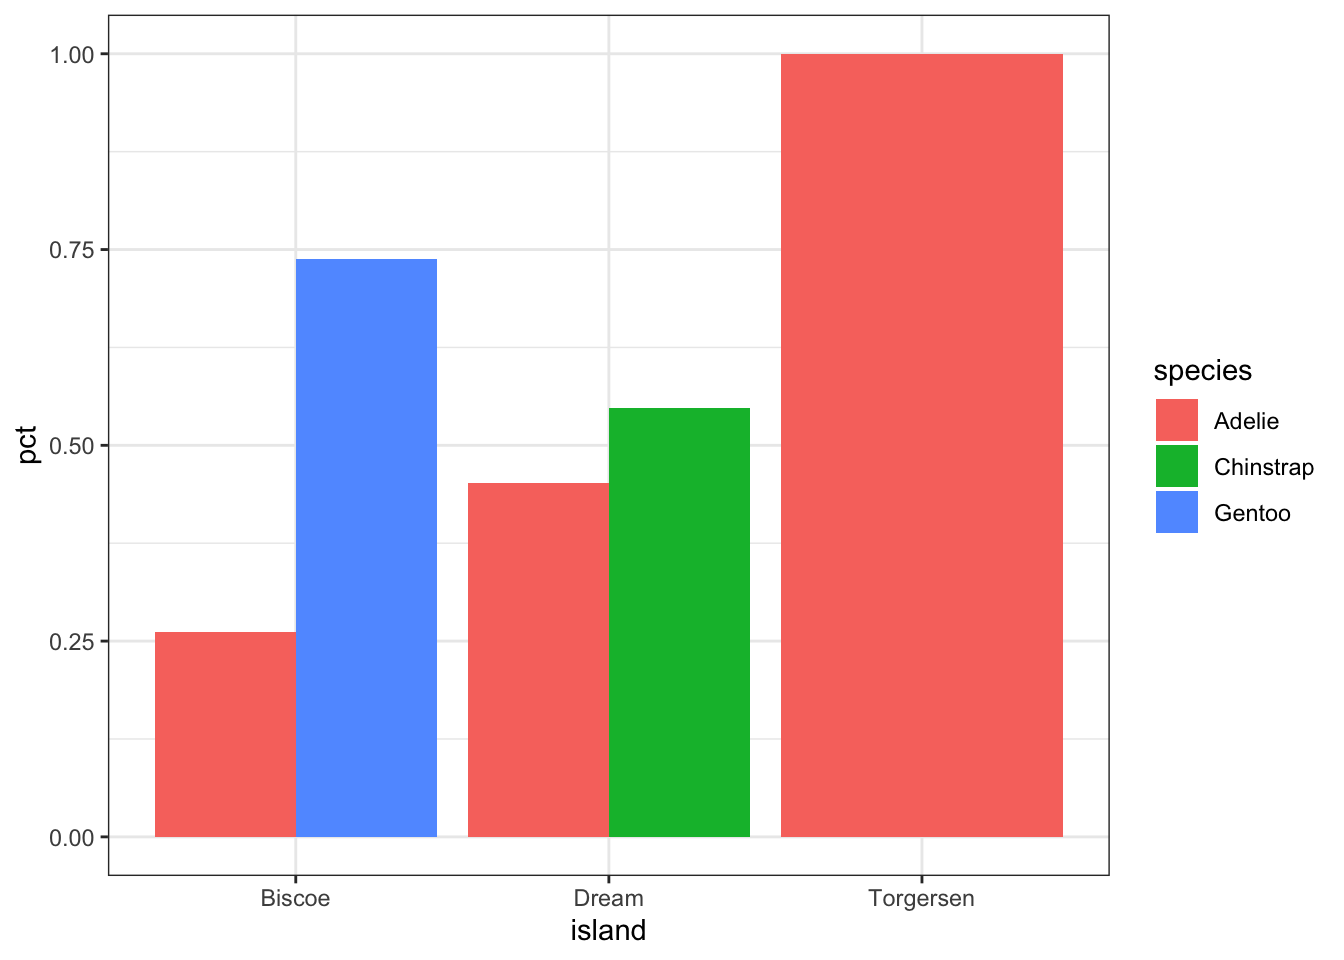 1.00
0.75
0.50
0.25
0.00
pct
Biscoe
Dream
Torgersen
island
species
Adelie
Chinstrap
Gentoo